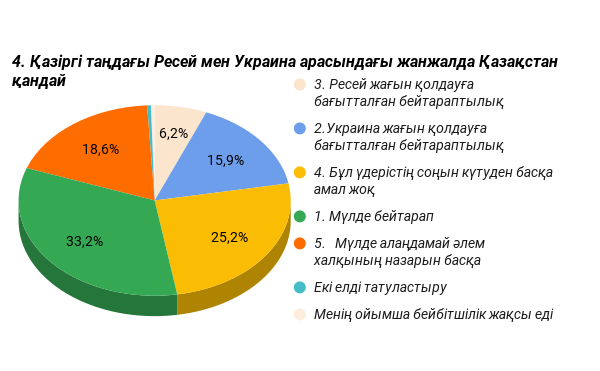 4. Қазіргі таңдағы Ресей мен Украина арасындағы жанжалда Қазақстан
қандай
3. Ресей жағын қолдауға
бағытталған бейтараптылық
2.Украина жағын қолдауға
бағытталған бейтараптылық
4. Бұл үдерістің соңын күтуден басқа
амал жоқ
1. Мүлде бейтарап
5. Мүлде алаңдамай әлем
халқының назарын басқа
Екі елді татуластыру
Менің ойымша бейбітшілік жақсы еді
6,2%
15,9%
25,2%
33,2%
18,6%